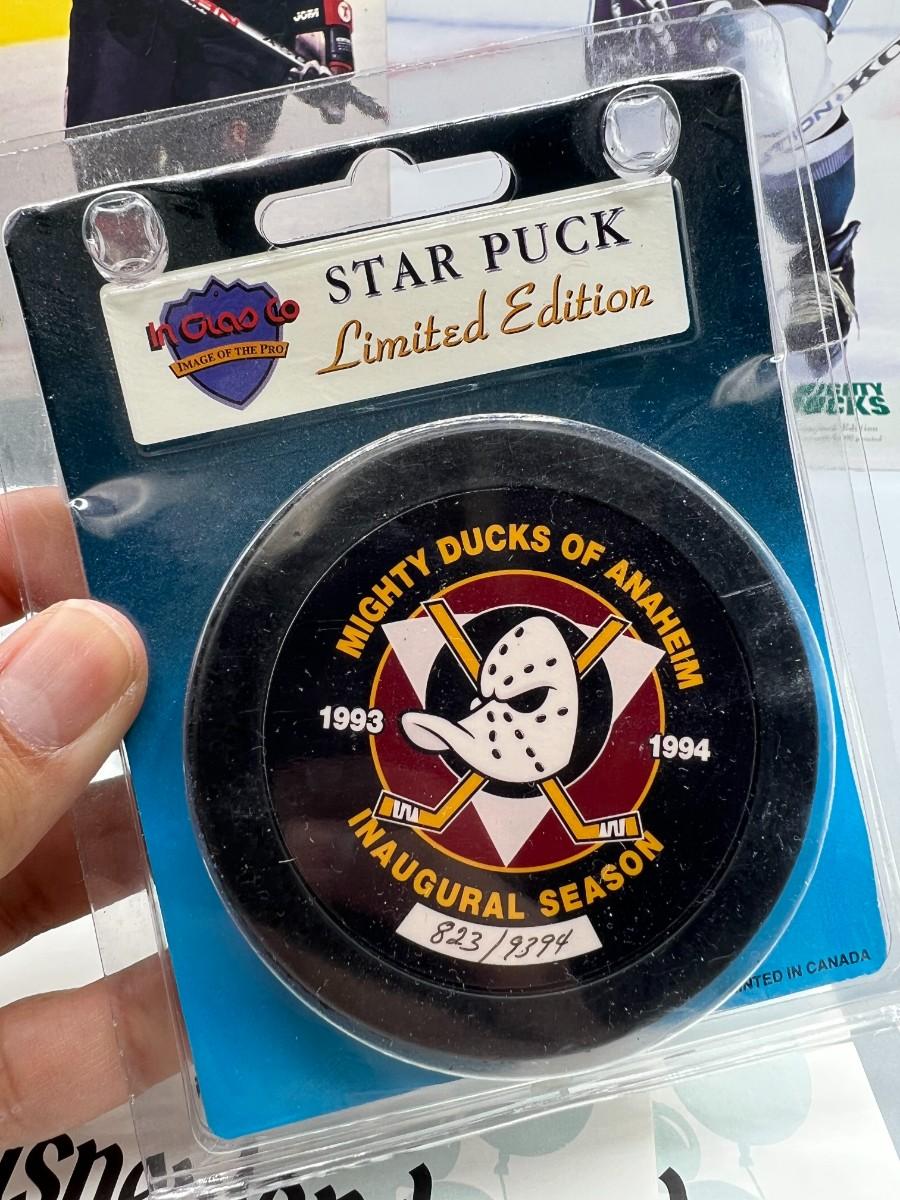 JOFA
STAR PUCK
Limited Edition
In Glas Co
IMAGE OF THE PRO
MIGHTY DUCKS OF ANAHEIM
1993
1994
INAUGURAL SEASON
823/9394
NTED IN CANADA